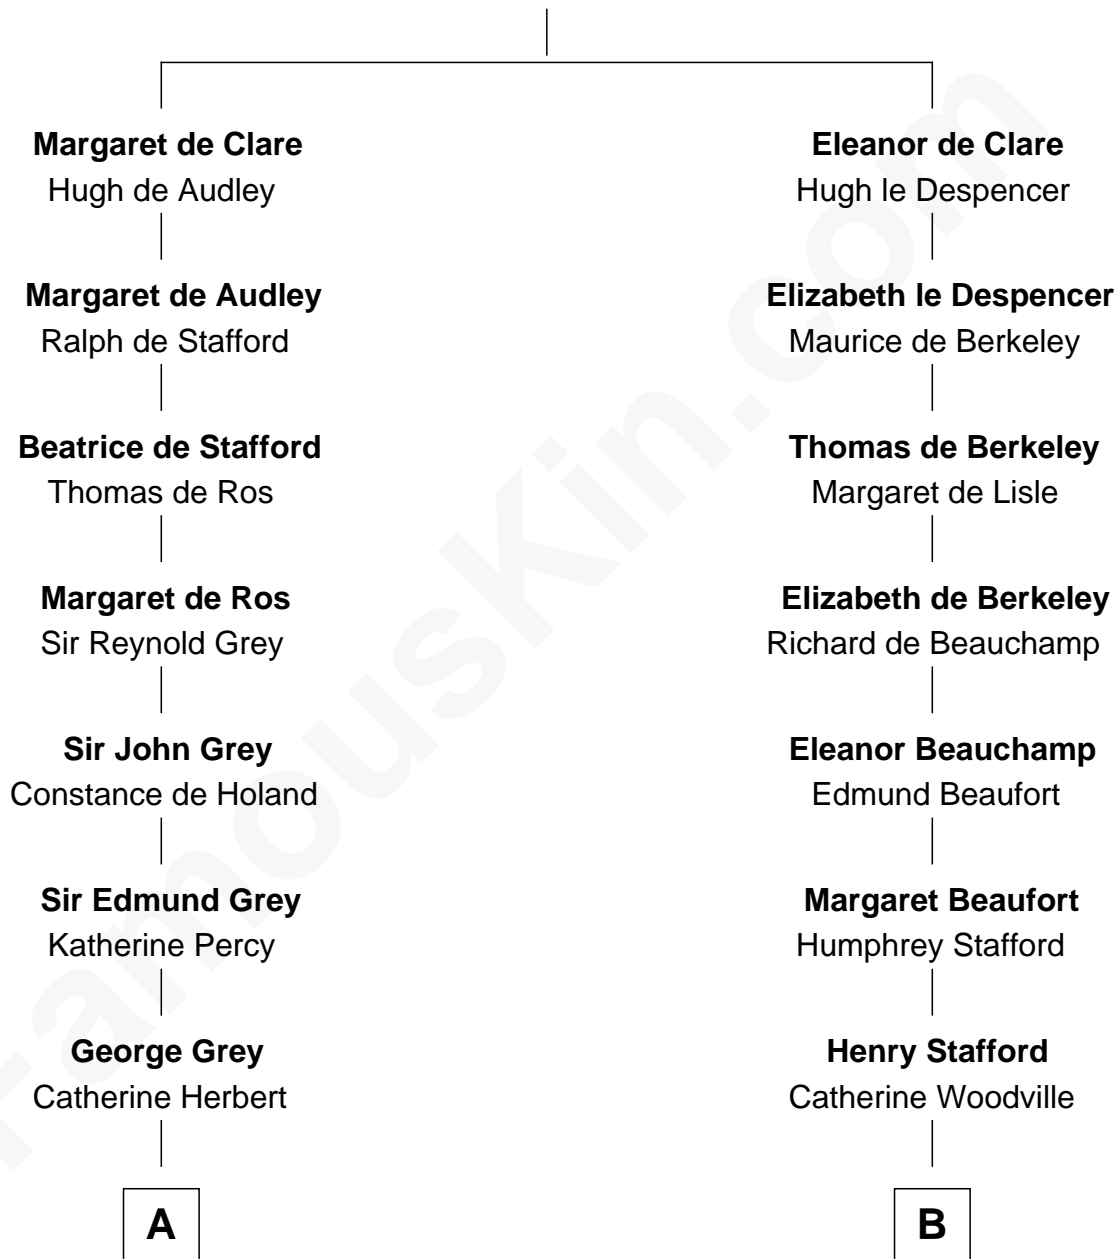 Margaret de Clare
Hugh de Audley
Margaret de Audley
Ralph de Stafford
Beatrice de Stafford
Thomas de Ros
Margaret de Ros
Sir Reynold Grey
Sir John Grey
Constance de Holand
Sir Edmund Grey
Katherine Percy
George Grey
Catherine Herbert
A
Eleanor de Clare
Hugh le Despencer
Elizabeth le Despencer
Maurice de Berkeley
Thomas de Berkeley
Margaret de Lisle
Elizabeth de Berkeley
Richard de Beauchamp
Eleanor Beauchamp
Edmund Beaufort
Margaret Beaufort
Humphrey Stafford
Henry Stafford
Catherine Woodville
B
FamousKin.com